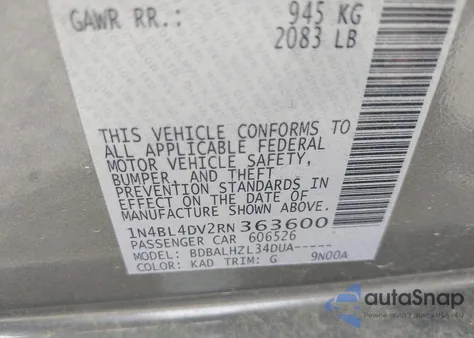 GAWR RR.: 945 KG
2083 LB
THIS VEHICLE CONFORMS TO
ALL APPLICABLE FEDERAL
MOTOR VEHICLE SAFETY,
BUMPER, AND THEFT
PREVENTION STANDARDS IN
EFFECT ON THE DATE OF
MANUFACTURE SHOWN ABOVE.
1N4BL4DV2RN363600
PASSENGER CAR 606526
MODEL: BDBALHZL34DUA-----
COLOR: KAD TRIM: G 9N00A
autoSnap